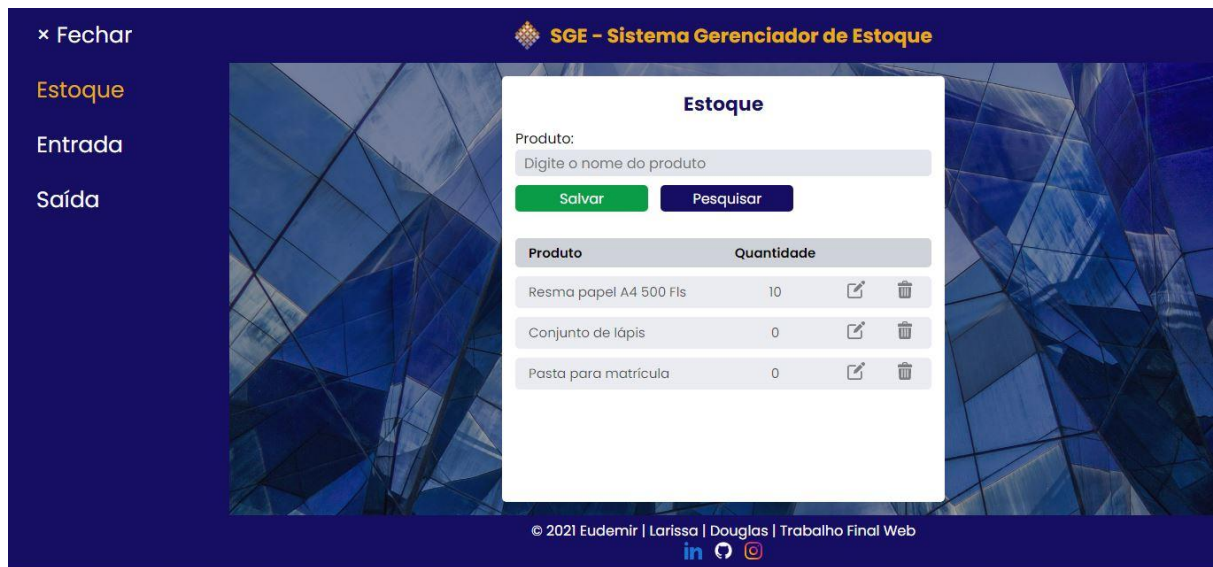 × Fechar
SGE - Sistema Gerenciador de Estoque
Estoque
Entrada
Saída
Estoque
Produto:
Digite o nome do produto
Salvar Pesquisar
Produto Quantidade
Resma papel A4 500 Fls 10
Conjunto de lápis 0
Pasta para matrícula 0
© 2021 Eudemir | Larissa | Douglas | Trabalho Final Web
in